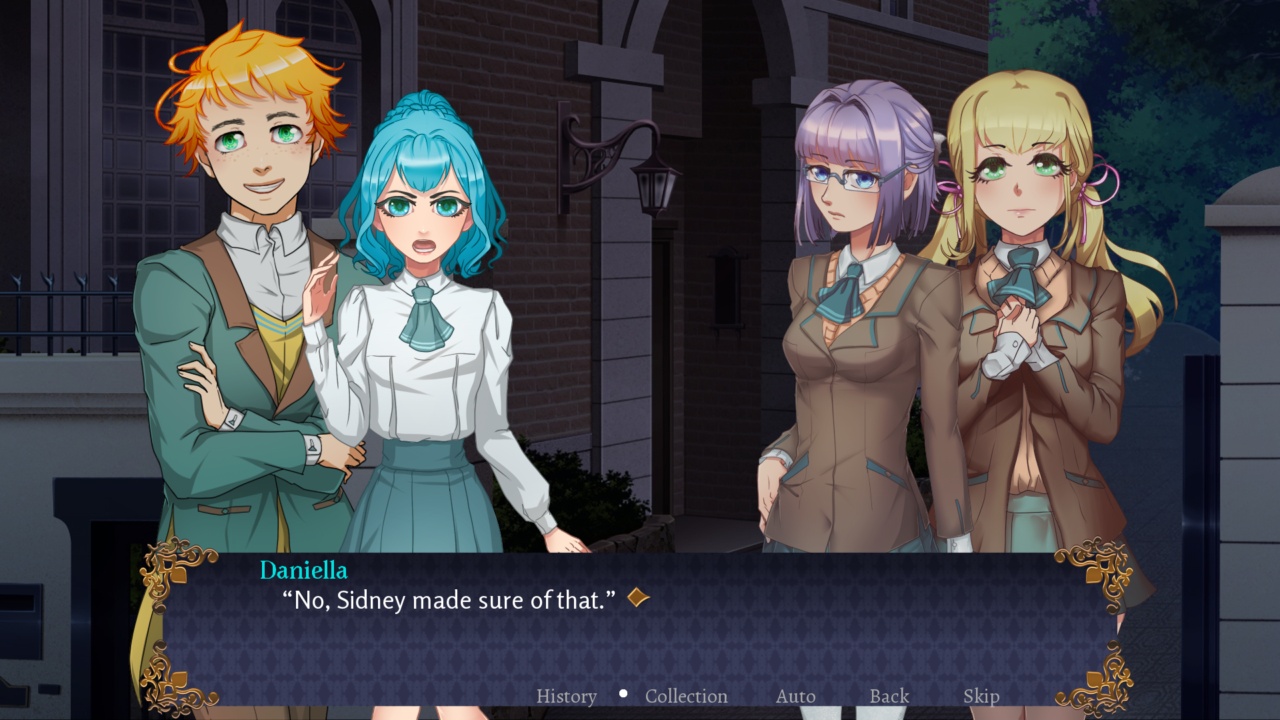 Daniella
“No, Sidney made sure of that.”
History Collection Auto Back Skip